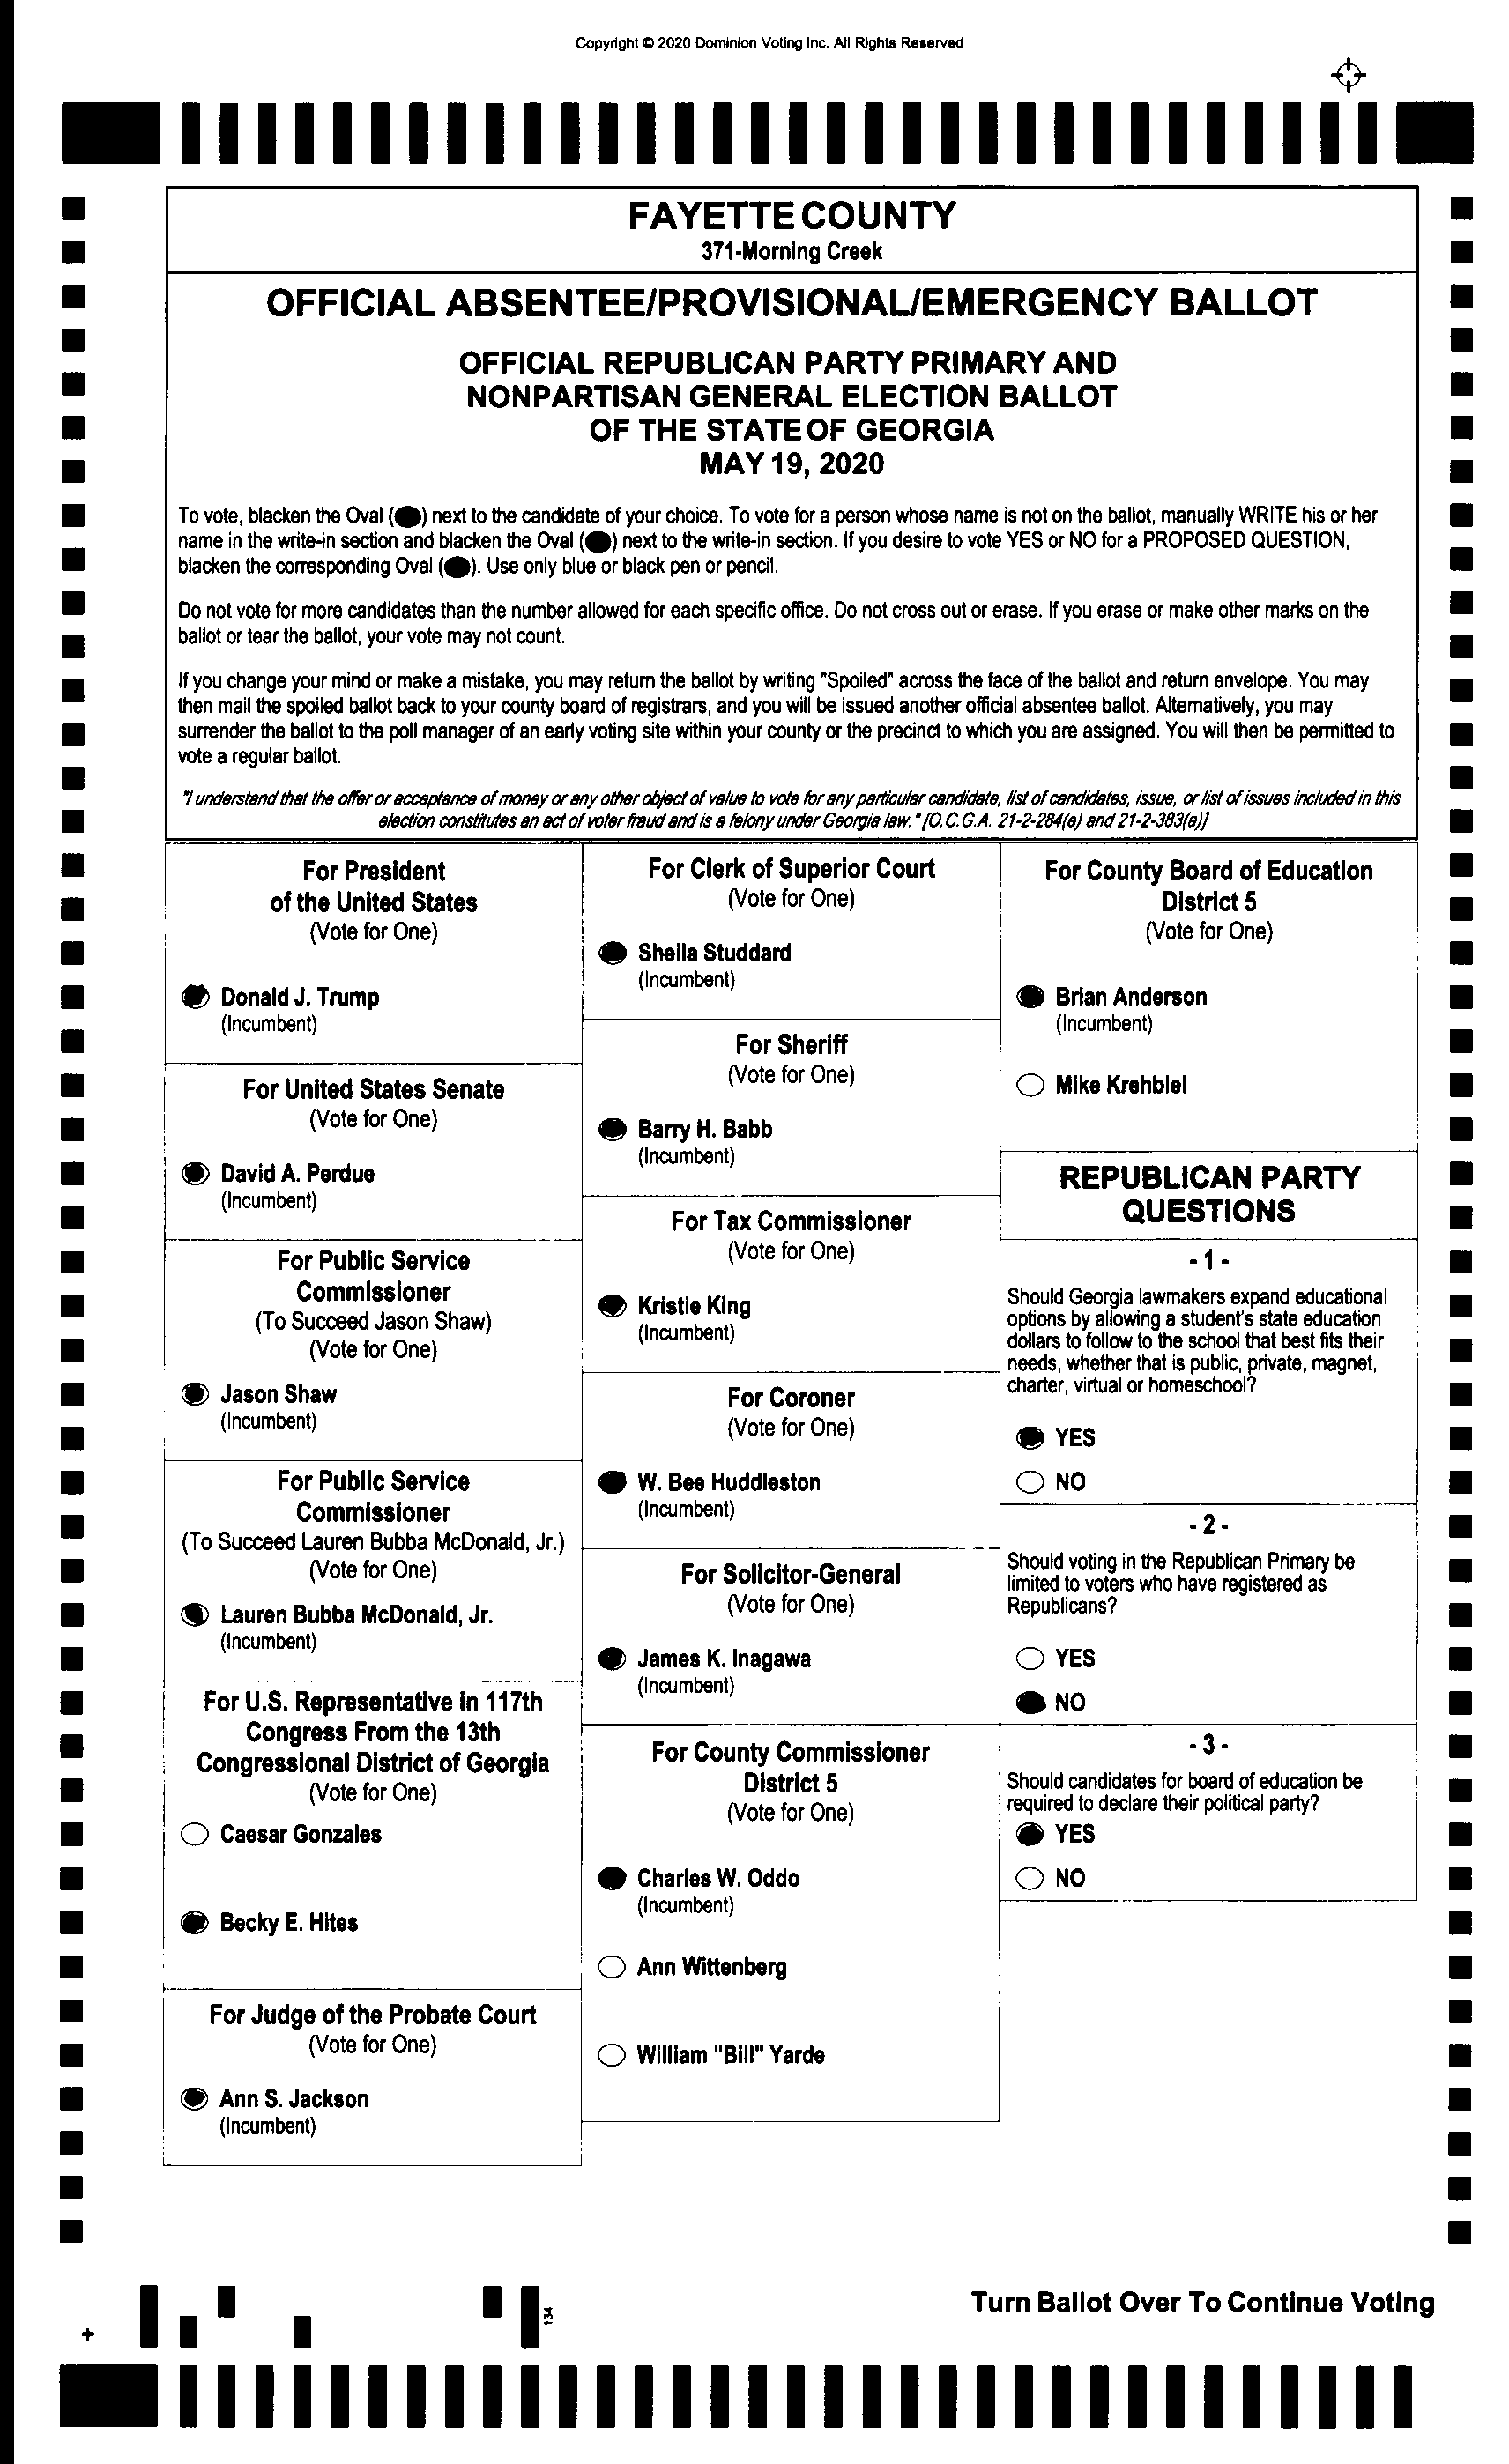 Copyright © 2020 Dominion Voting Inc. All Rights Reserved
FAYETTE COUNTY
371-Morning Creek
OFFICIAL ABSENTEE/PROVISIONAL/EMERGENCY BALLOT
OFFICIAL REPUBLICAN PARTY PRIMARY AND
NONPARTISAN GENERAL ELECTION BALLOT
OF THE STATE OF GEORGIA
MAY 19, 2020
To vote, blacken the Oval ( ) next to the candidate of your choice. To vote for a person whose name is not on the ballot, manually WRITE his or her
name in the write-in section and blacken the Oval ( ) next to the write-in section. If you desire to vote YES or NO for a PROPOSED QUESTION,
blacken the corresponding Oval ( ). Use only blue or black pen or pencil.
Do not vote for more candidates than the number allowed for each specific office. Do not cross out or erase. If you erase or make other marks on the
ballot or tear the ballot, your vote may not count.
If you change your mind or make a mistake, you may return the ballot by writing "Spoiled" across the face of the ballot and return envelope. You may
then mail the spoiled ballot back to your county board of registrars, and you will be issued another official absentee ballot. Alternatively, you may
surrender the ballot to the poll manager of an early voting site within your county or the precinct to which you are assigned. You will then be permitted to
vote a regular ballot.
"I understand that the offer or acceptance of money or any other object of value to vote for any particular candidate, list of candidates, issue, or list of issues included in this
election constitutes an act of voter fraud and is a felony under Georgia law." [O.C.G.A. 21-2-284(e) and 21-2-383(a)]
For President
of the United States
(Vote for One)
Donald J. Trump
(Incumbent)
For United States Senate
(Vote for One)
David A. Perdue
(Incumbent)
For Public Service
Commissioner
(To Succeed Jason Shaw)
(Vote for One)
Jason Shaw
(Incumbent)
For Public Service
Commissioner
(To Succeed Lauren Bubba McDonald, Jr.)
(Vote for One)
Lauren Bubba McDonald, Jr.
(Incumbent)
For U.S. Representative in 117th
Congress From the 13th
Congressional District of Georgia
(Vote for One)
Caesar Gonzales
Becky E. Hites
For Judge of the Probate Court
(Vote for One)
Ann S. Jackson
(Incumbent)
For Clerk of Superior Court
(Vote for One)
Sheila Studdard
(Incumbent)
For Sheriff
(Vote for One)
Barry H. Babb
(Incumbent)
For Tax Commissioner
(Vote for One)
Kristie King
(Incumbent)
For Coroner
(Vote for One)
W. Bee Huddleston
(Incumbent)
For Solicitor-General
(Vote for One)
James K. Inagawa
(Incumbent)
For County Commissioner
District 5
(Vote for One)
Charles W. Oddo
(Incumbent)
Ann Wittenberg
William "Bill" Yarde
For County Board of Education
District 5
(Vote for One)
Brian Anderson
(Incumbent)
Mike Krehbiel
REPUBLICAN PARTY
QUESTIONS
- 1 -
Should Georgia lawmakers expand educational
options by allowing a student's state education
dollars to follow to the school that best fits their
needs, whether that is public, private, magnet,
charter, virtual or homeschool?
YES
NO
- 2 -
Should voting in the Republican Primary be
limited to voters who have registered as
Republicans?
YES
NO
- 3 -
Should candidates for board of education be
required to declare their political party?
YES
NO
134
Turn Ballot Over To Continue Voting